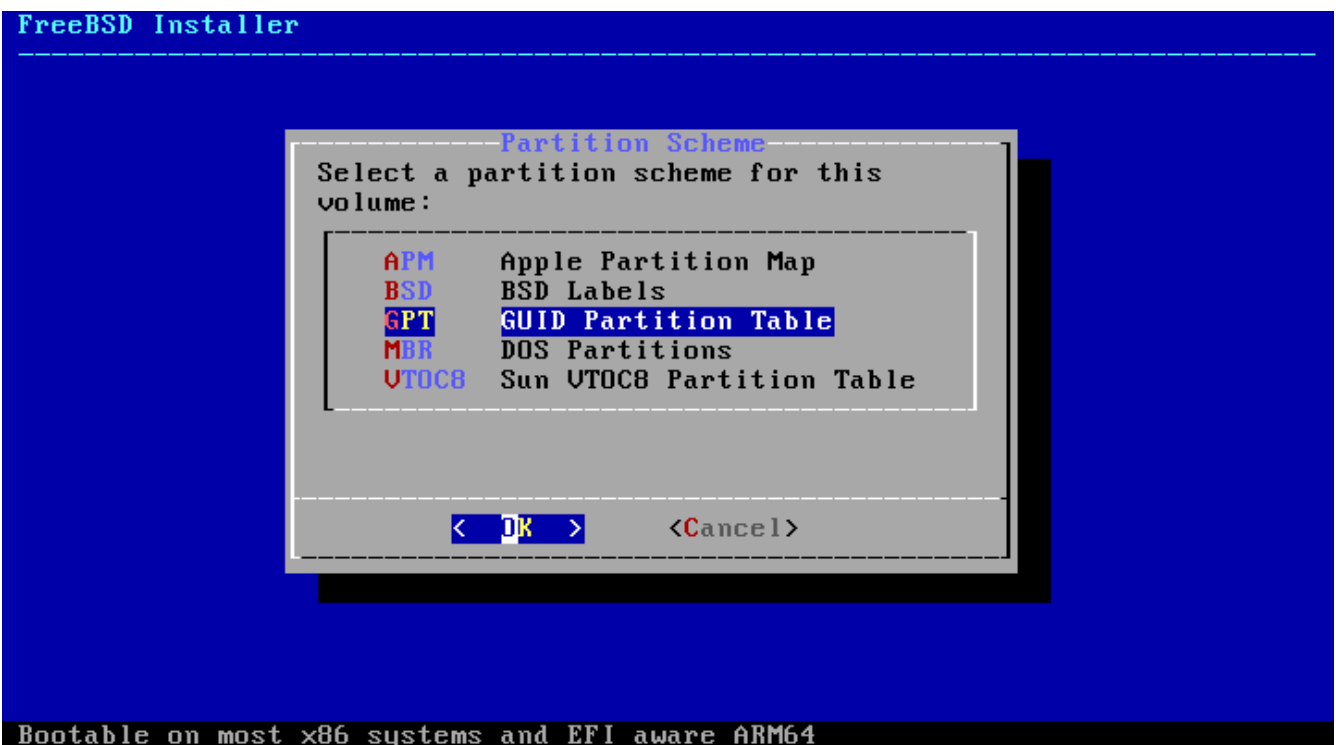 FreeBSD Installer
Partition Scheme
Select a partition scheme for this
volume:
APM Apple Partition Map
BSD BSD Labels
GPT GUID Partition Table
MBR DOS Partitions
VTOC8 Sun VTOC8 Partition Table
< OK > <Cancel>
Bootable on most x86 systems and EFI aware ARM64